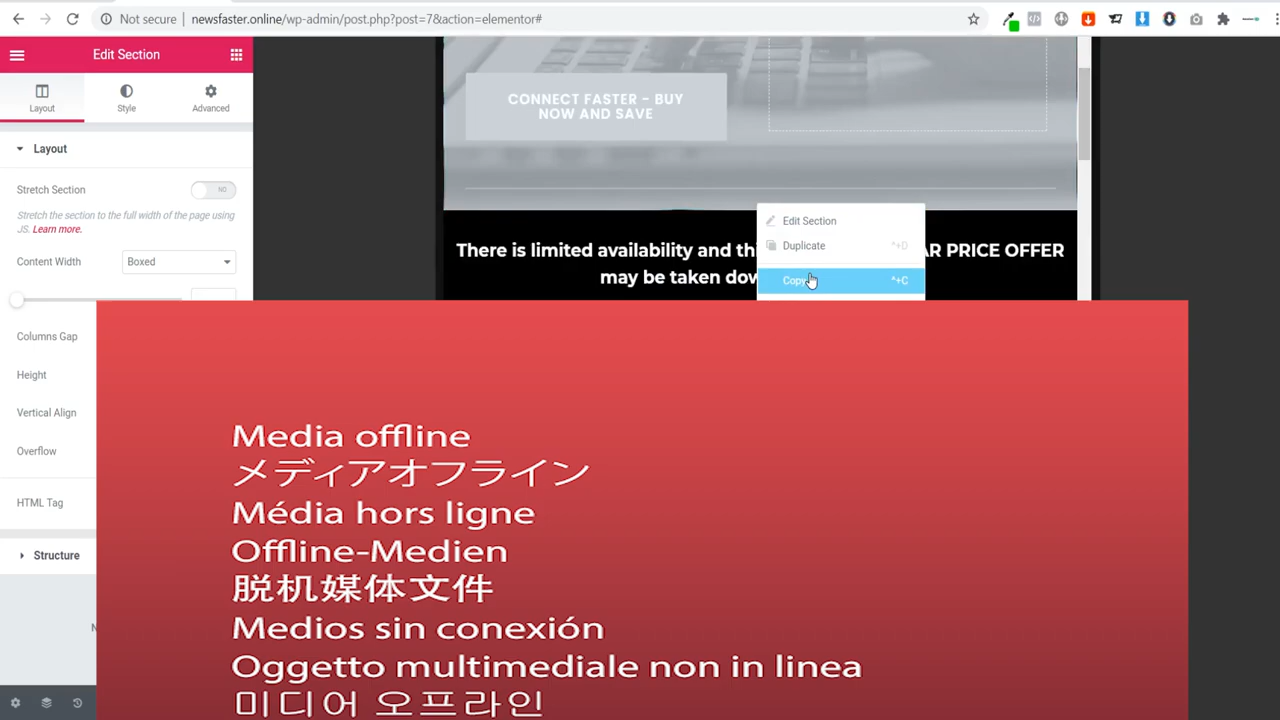 Not secure
newsfaster.online/wp-admin/post.php?post=7&action=elementor#
Edit Section
Layout
Style
Advanced
Layout
Stretch Section
NO
Stretch the section to the full width of the page using
JS. Learn more.
Content Width
Boxed
Columns Gap
Height
Vertical Align
Overflow
HTML Tag
Structure
N
CONNECT FASTER – BUY
NOW AND SAVE
There is limited availability and thi
AR PRICE OFFER
may be taken dow
Edit Section
Duplicate ^+D
Copy ^+C
Media offline
メディアオフライン
Média hors ligne
Offline-Medien
脱机媒体文件
Medios sin conexión
Oggetto multimediale non in linea
미디어 오프라인